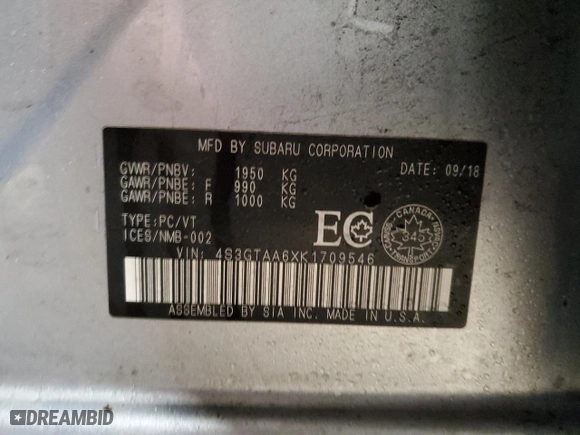 MFD BY SUBARU CORPORATION
GVWR/PNBV: 1950 KG DATE: 09/18
GAWR/PNBE: F 990 KG
GAWR/PNBE: R 1000 KG
TYPE:PC/VT
ICES/NMB-002
EC
CANADA
345
TRANSPORT
VIN: 4S3GTAA6XK1709546
ASSEMBLED BY SIA INC. MADE IN U.S.A.
DREAMBID